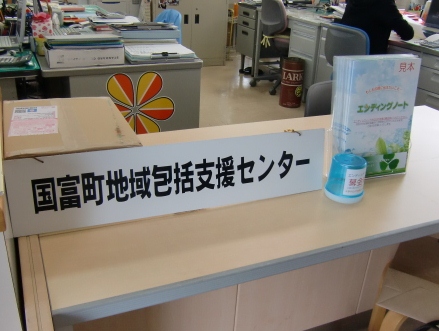 見本
エンディングノート
国富町地域包括支援センター